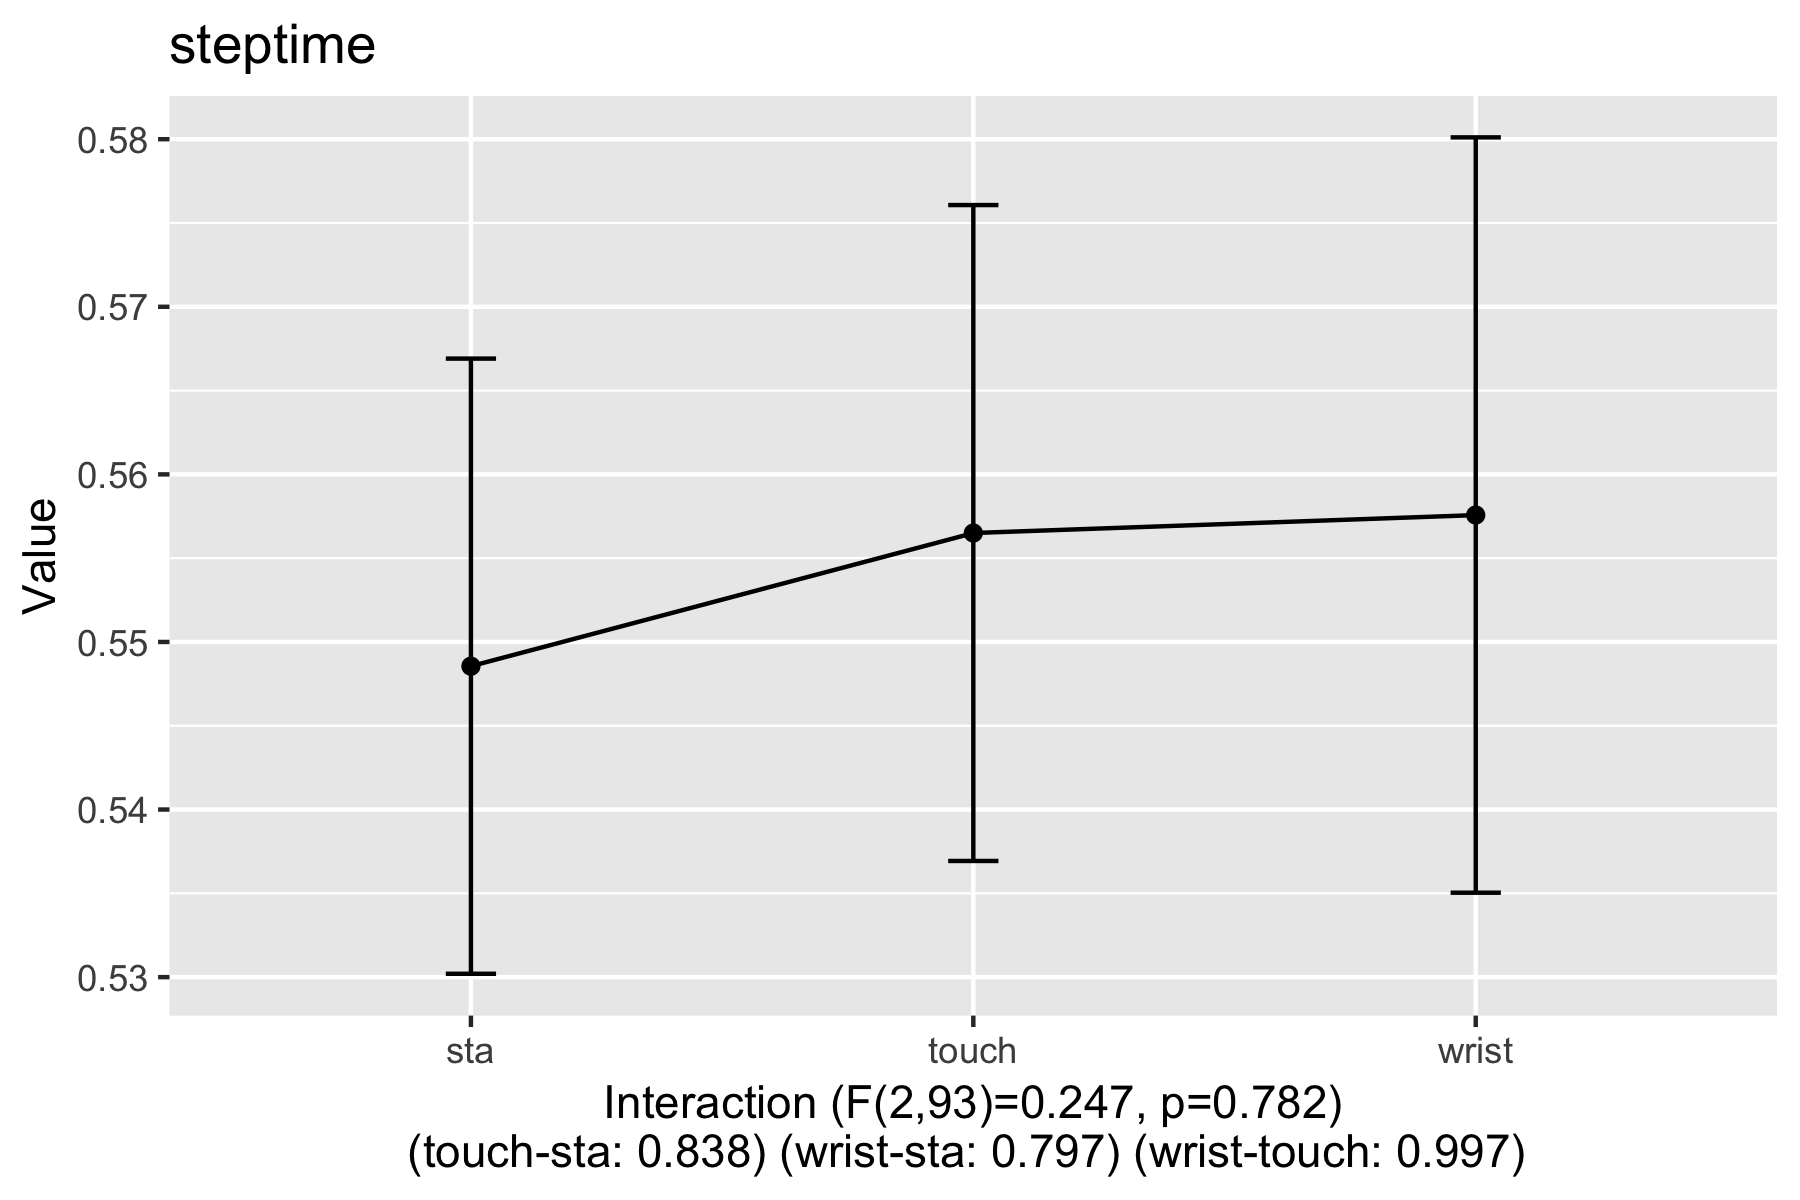 steptime
0.58
0.57
0.56
0.55
0.54
0.53
Value
sta touch wrist
Interaction (F(2,93)=0.247, p=0.782)
(touch-sta: 0.838) (wrist-sta: 0.797) (wrist-touch: 0.997)